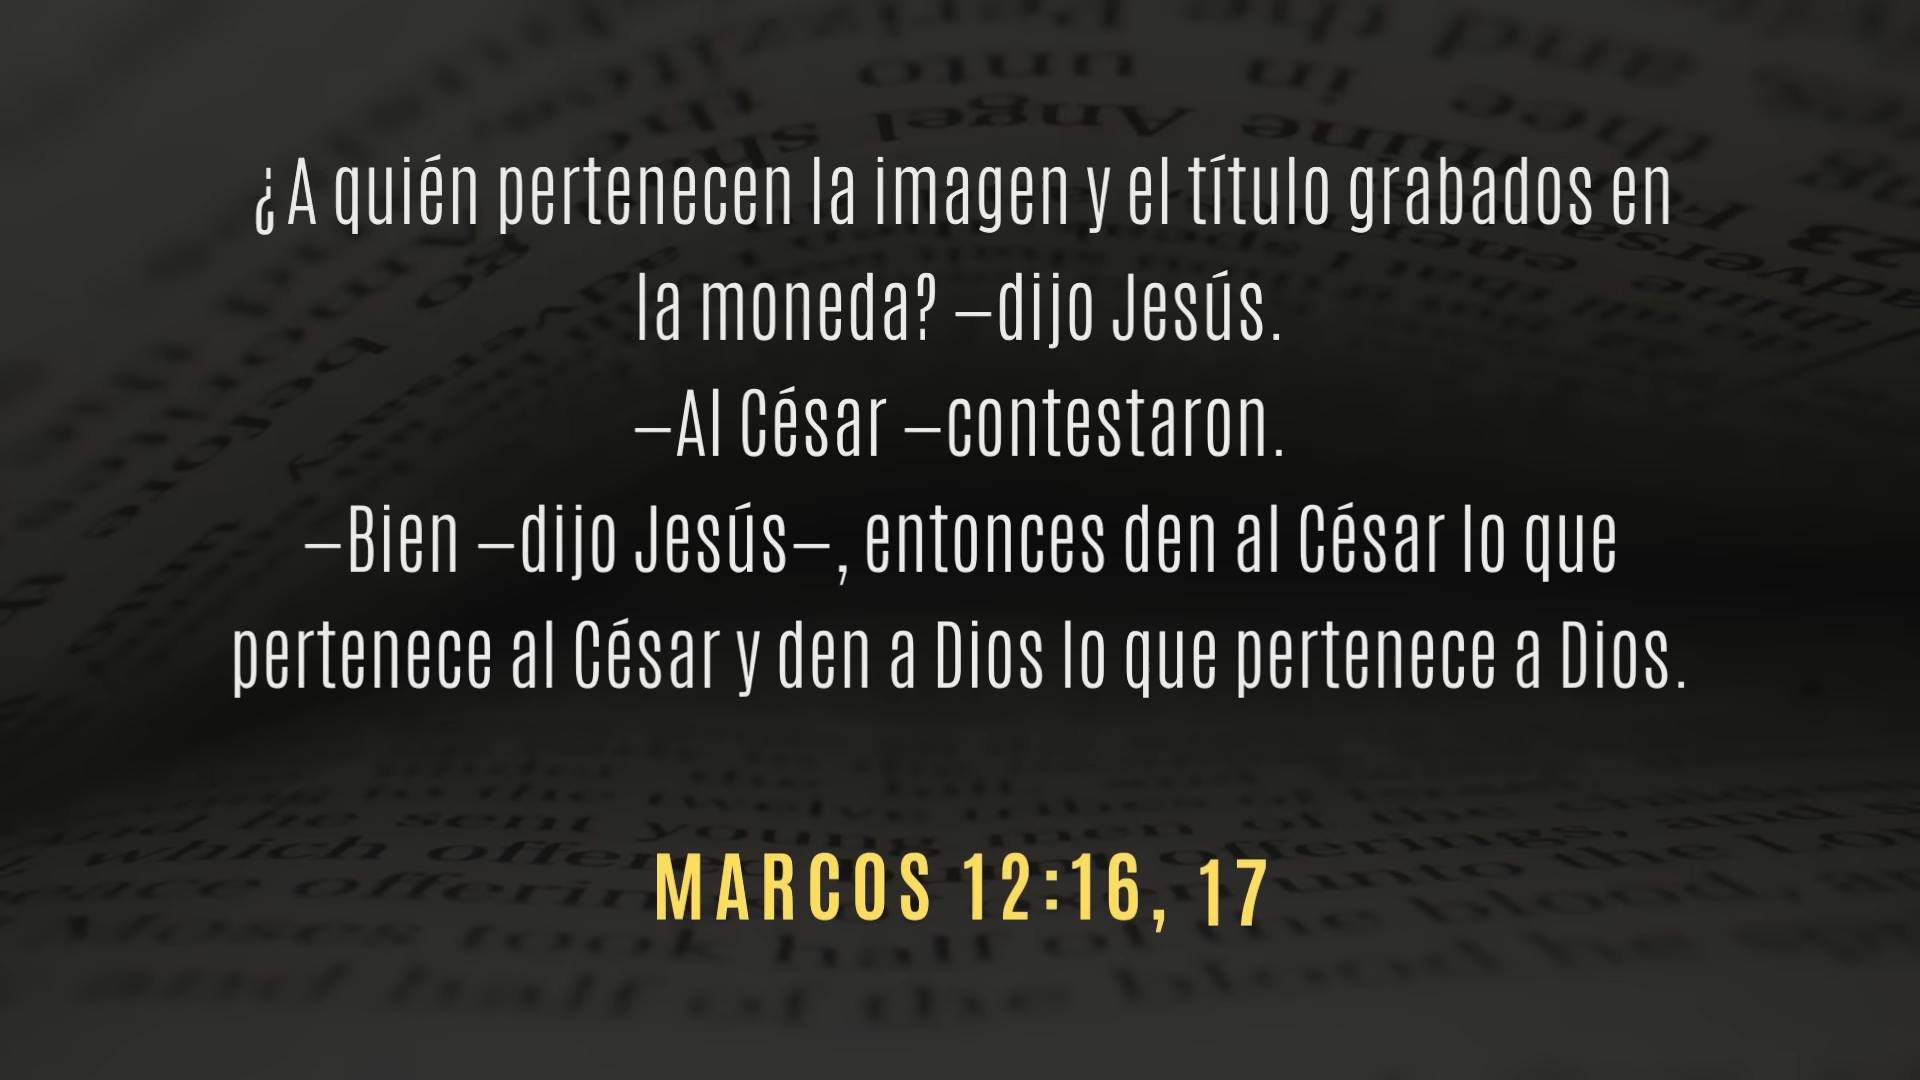 ¿A quién pertenecen la imagen y el título grabados en
la moneda? —dijo Jesús.
—Al César —contestaron.
—Bien —dijo Jesús—, entonces den al César lo que
pertenece al César y den a Dios lo que pertenece a Dios.
MARCOS 12:16, 17